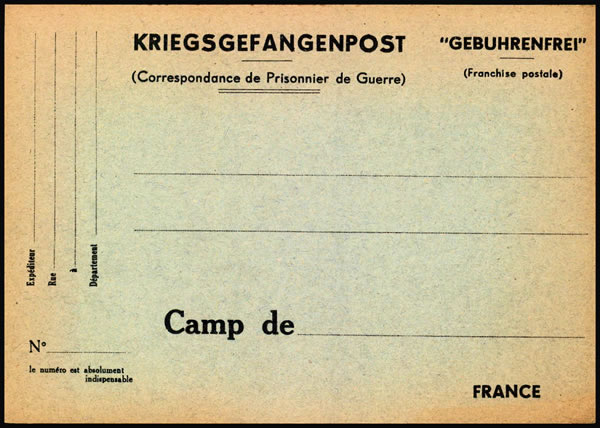 KRIEGSGEFANGENPOST
(Correspondance de Prisonnier de Guerre)
"GEBUHRENFREI"
(Franchise postale)
Expéditeur
Rue
à
Département
Camp de
N°
le numéro est absolument
indispensable
FRANCE